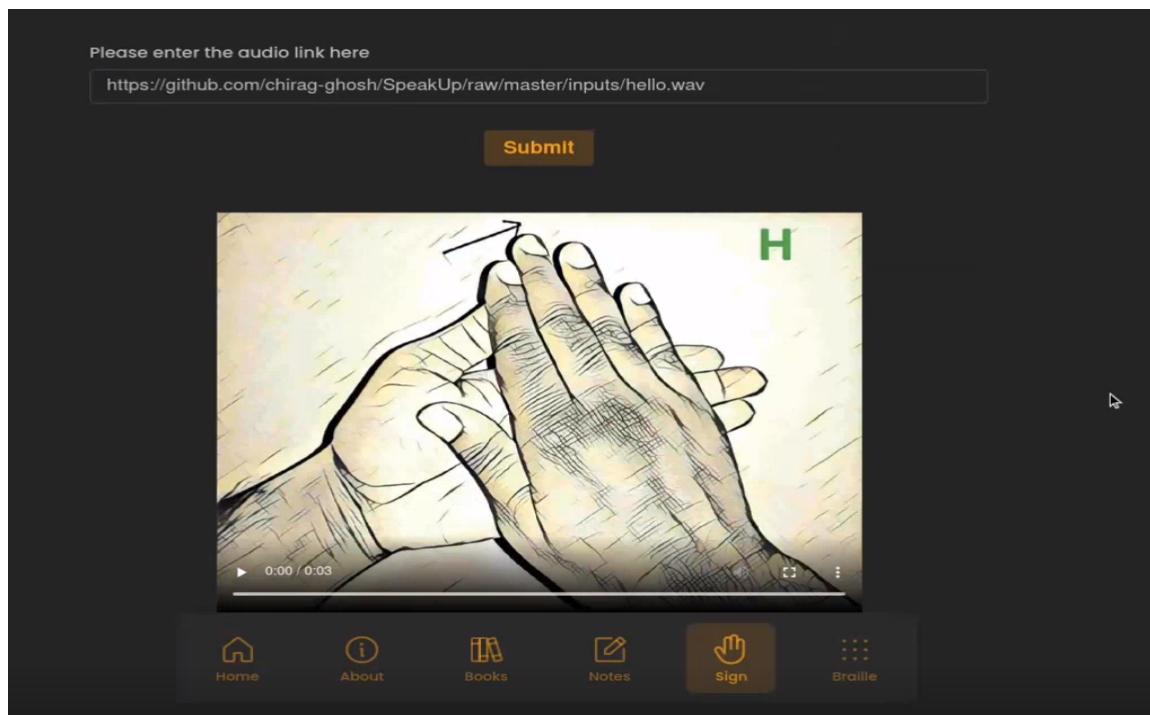 Please enter the audio link here
https://github.com/chirag-ghosh/SpeakUp/raw/master/inputs/hello.wav
Submit
H
0:00 / 0:03
Home About Books Notes Sign Braille